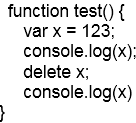 function test() {
var x = 123;
console.log(x);
delete x;
console.log(x)
}